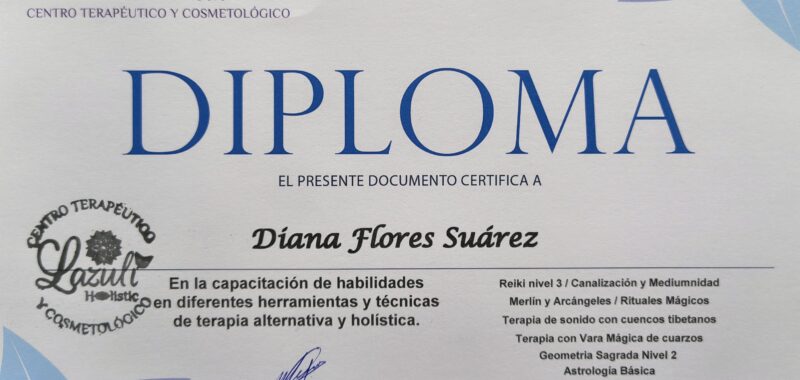 CENTRO TERAPÉUTICO Y COSMETOLÓGICO
DIPLOMA
EL PRESENTE DOCUMENTO CERTIFICA A
Diana Flores Suárez
CENTRO TERAPÉUTICO
Lazuli
Holistic
Y COSMETOLÓGICO
En la capacitación de habilidades
en diferentes herramientas y técnicas
de terapia alternativa y holística.
Reiki nivel 3 / Canalización y Mediumnidad
Merlín y Arcángeles / Rituales Mágicos
Terapia de sonido con cuencos tibetanos
Terapia con Vara Mágica de cuarzos
Geometria Sagrada Nivel 2
Astrología Básica